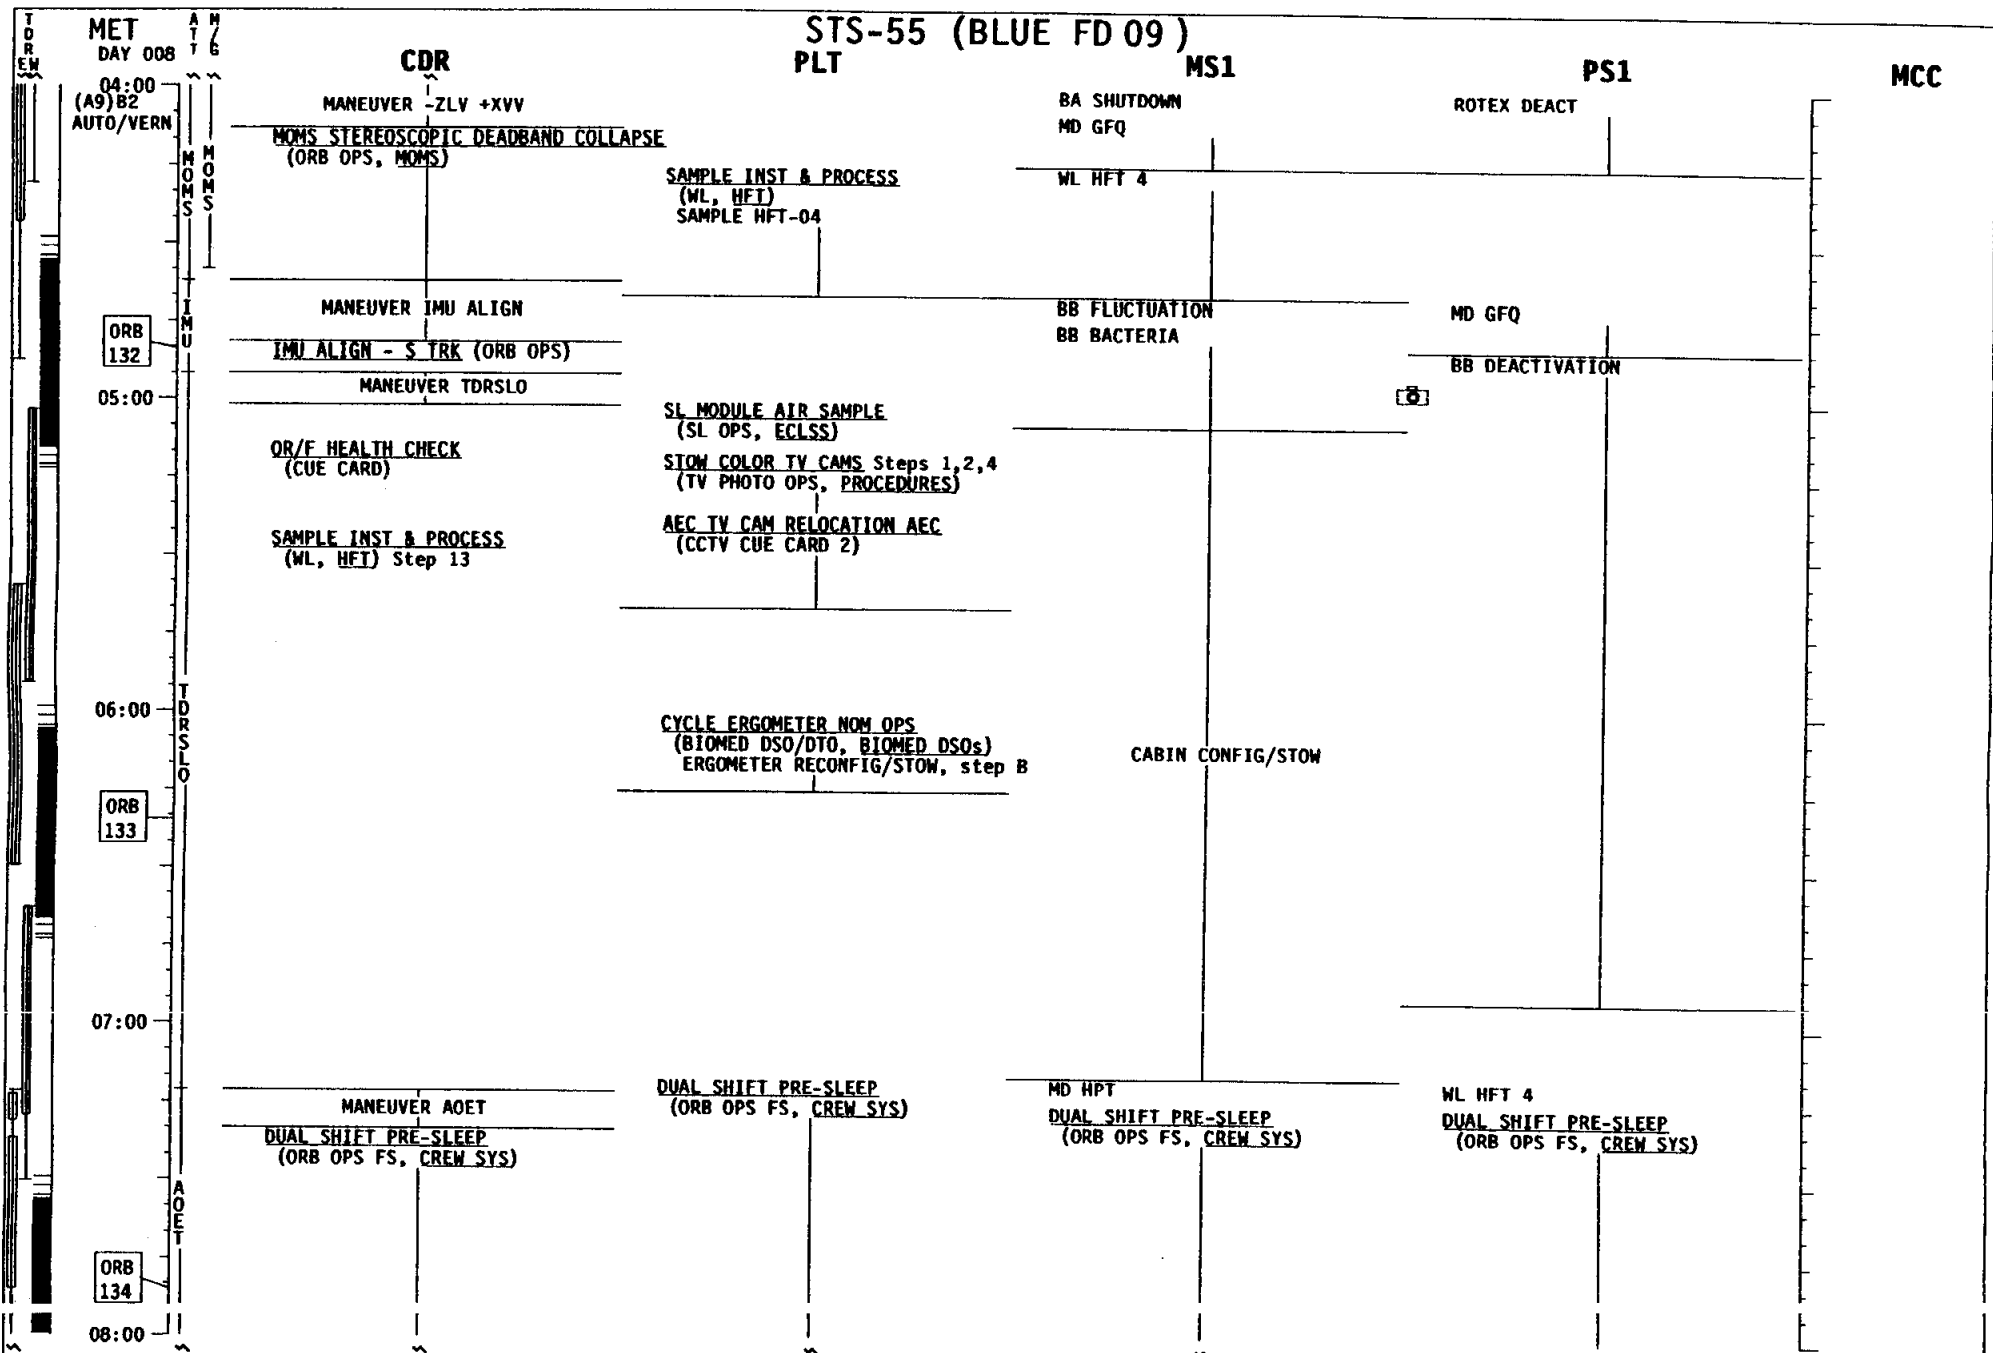 STS-55 (BLUE FD 09)
TDRS
E W
MET
DAY 008
ATT
M/G
CDR
PLT
MS1
PS1
MCC
04:00
(A9)B2
AUTO/VERN
MOMS
MOMS
IMU
ORB
132
05:00
06:00
TDRSLO
ORB
133
07:00
AOET
ORB
134
08:00
MANEUVER -ZLV +XVV
MOMS STEREOSCOPIC DEADBAND COLLAPSE
(ORB OPS, MOMS)
MANEUVER IMU ALIGN
IMU ALIGN - S TRK (ORB OPS)
MANEUVER TDRSLO
OR/F HEALTH CHECK
(CUE CARD)
SAMPLE INST & PROCESS
(WL, HFT) Step 13
MANEUVER AOET
DUAL SHIFT PRE-SLEEP
(ORB OPS FS, CREW SYS)
SAMPLE INST & PROCESS
(WL, HFT)
SAMPLE HFT-04
SL MODULE AIR SAMPLE
(SL OPS, ECLSS)
STOW COLOR TV CAMS Steps 1,2,4
(TV PHOTO OPS, PROCEDURES)
AEC TV CAM RELOCATION AEC
(CCTV CUE CARD 2)
CYCLE ERGOMETER NOM OPS
(BIOMED DSO/DTO, BIOMED DSOs)
ERGOMETER RECONFIG/STOW, step B
DUAL SHIFT PRE-SLEEP
(ORB OPS FS, CREW SYS)
BA SHUTDOWN
MD GFQ
WL HFT 4
BB FLUCTUATION
BB BACTERIA
CABIN CONFIG/STOW
MD HPT
DUAL SHIFT PRE-SLEEP
(ORB OPS FS, CREW SYS)
ROTEX DEACT
MD GFQ
BB DEACTIVATION
WL HFT 4
DUAL SHIFT PRE-SLEEP
(ORB OPS FS, CREW SYS)